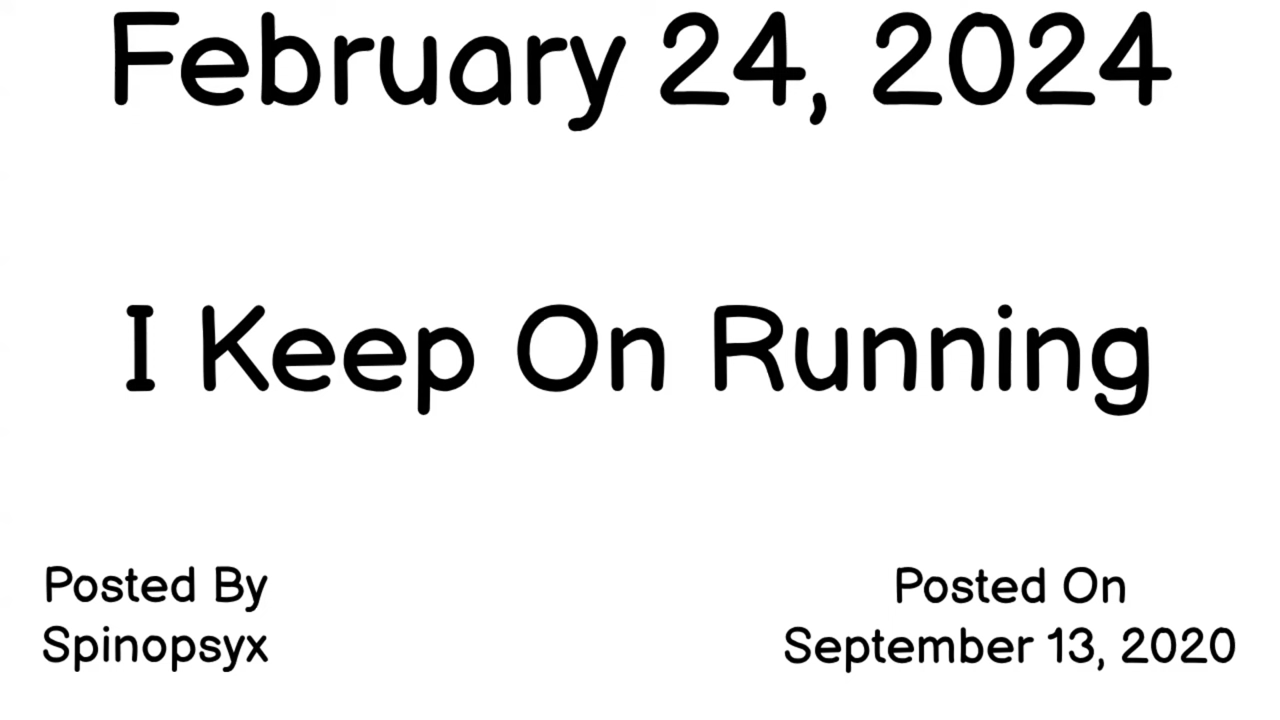 February 24, 2024
I Keep On Running
Posted By
Spinopsyx
Posted On
September 13, 2020